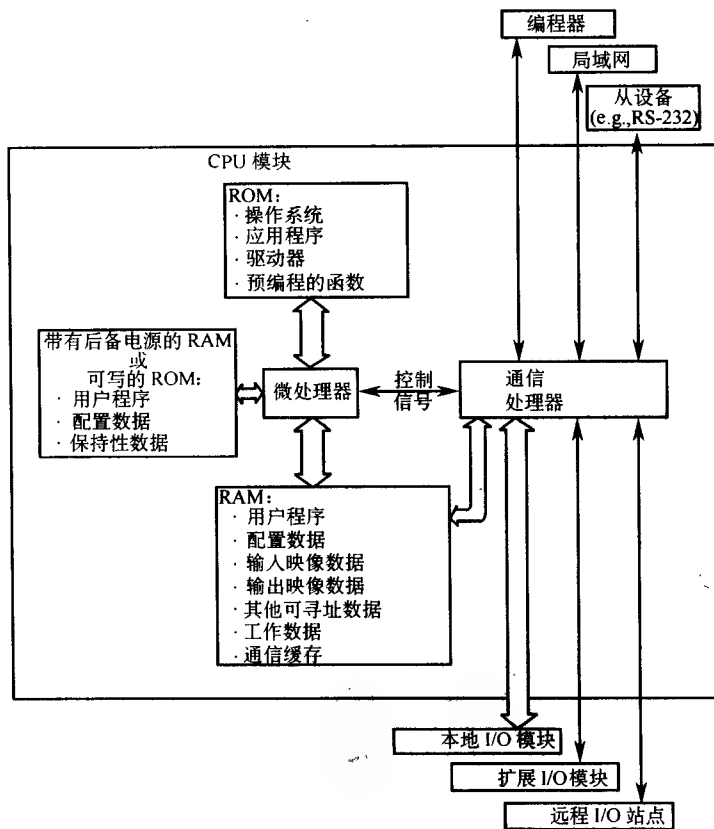 编程器
局域网
从设备
(e.g.,RS-232)
CPU 模块
ROM：
· 操作系统
· 应用程序
· 驱动器
· 预编程的函数
带有后备电源的 RAM
或
可写的 ROM：
· 用户程序
· 配置数据
· 保持性数据
微处理器
控制
信号
通信
处理器
RAM：
· 用户程序
· 配置数据
· 输人映像数据
· 输出映像数据
· 其他可寻址数据
· 工作数据
· 通信缓存
本地 I/O 模块
扩展 I/O模块
远程 I/O 站点